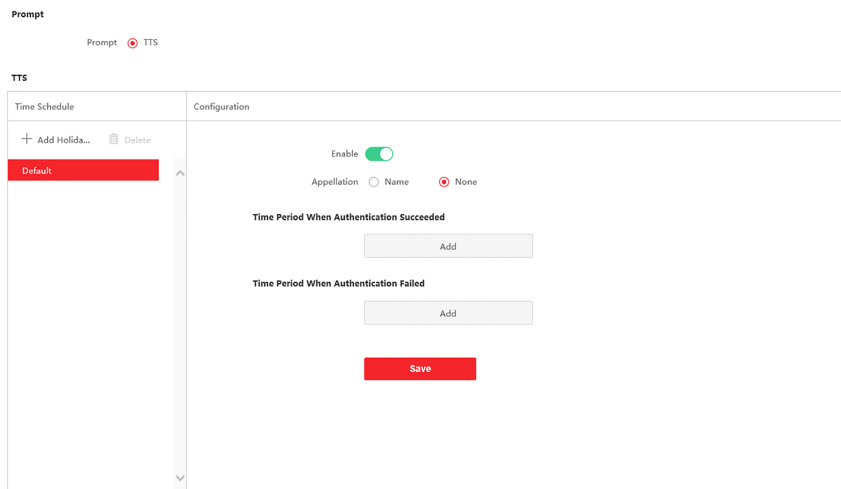 Prompt
Prompt TTS
TTS
Time Schedule Configuration
Add Holida... Delete
Default
Enable
Appellation Name None
Time Period When Authentication Succeeded
Add
Time Period When Authentication Failed
Add
Save